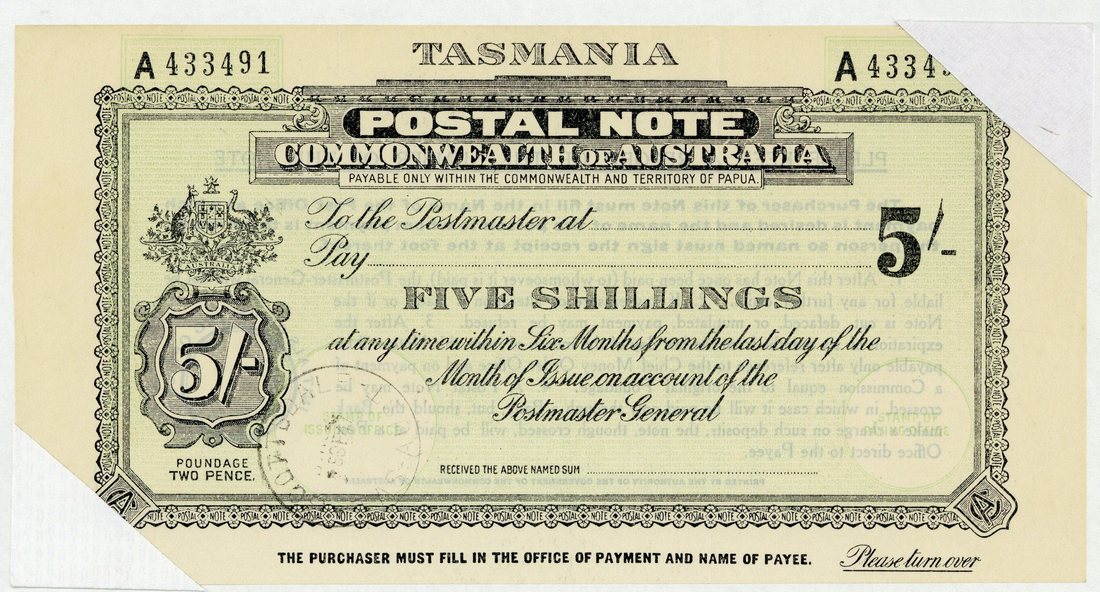 TASMANIA
A 433491
A 4334
POSTAL NOTE
COMMONWEALTH OF AUSTRALIA
PAYABLE ONLY WITHIN THE COMMONWEALTH AND TERRITORY OF PAPUA.
To the Postmaster at
5/-
Pay
FIVE SHILLINGS
at any time within Six Months from the last day of the
Month of Issue, on account of the
Postmaster General
5/-
POUNDAGE
TWO PENCE.
RECEIVED THE ABOVE NAMED SUM
THE PURCHASER MUST FILL IN THE OFFICE OF PAYMENT AND NAME OF PAYEE.
Please turn over